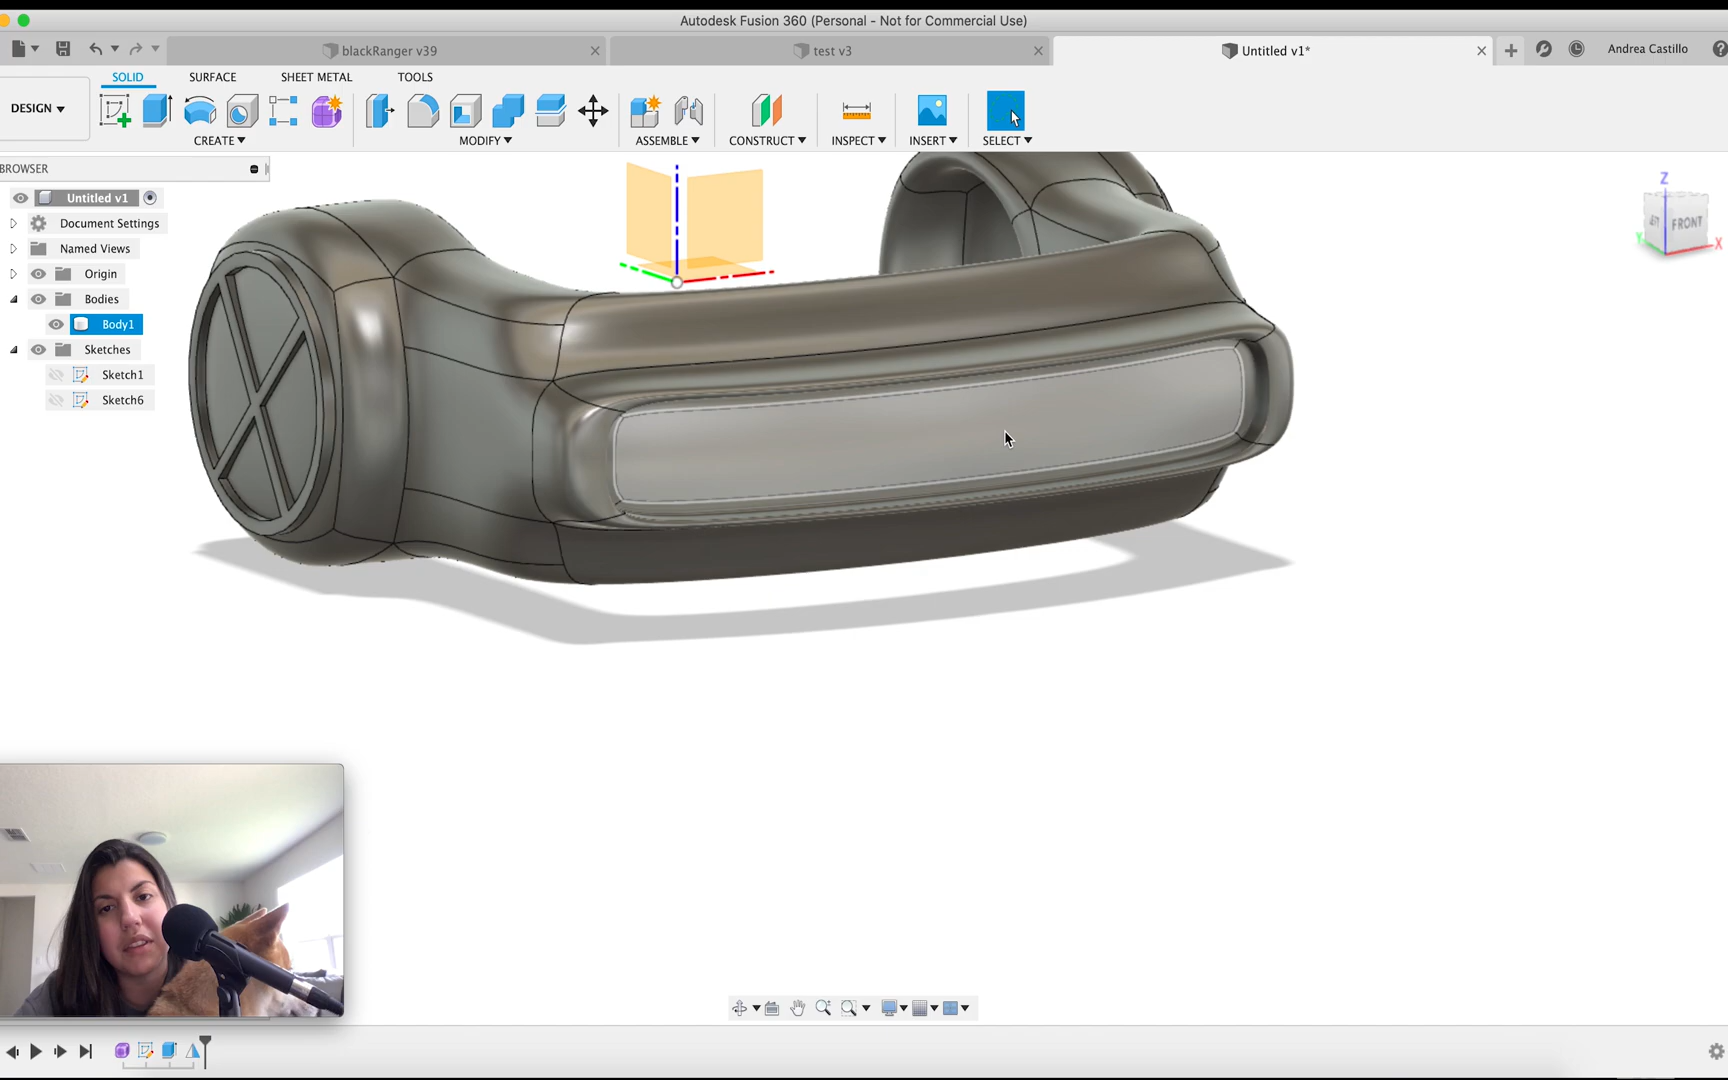 Autodesk Fusion 360 (Personal - Not for Commercial Use)
blackRanger v39
test v3
Untitled v1*
Andrea Castillo
SOLID SURFACE SHEET METAL TOOLS
DESIGN
CREATE MODIFY ASSEMBLE CONSTRUCT INSPECT INSERT SELECT
BROWSER
Untitled v1
Document Settings
Named Views
Origin
Bodies
Body1
Sketches
Sketch1
Sketch6
Z
FRONT
X